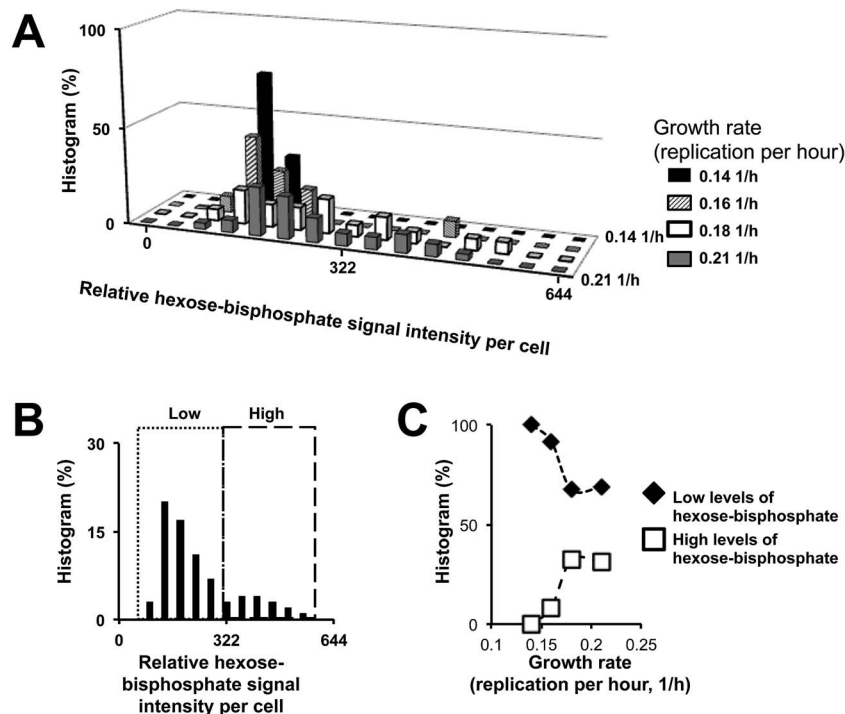 A
100
50
0
Histogram (%)
0
322
644
0.14 1/h
0.21 1/h
Relative hexose-bisphosphate signal intensity per cell
Growth rate
(replication per hour)
0.14 1/h
0.16 1/h
0.18 1/h
0.21 1/h
B
Low
High
30
15
0
Histogram (%)
0
322
644
Relative hexose-
bisphosphate signal
intensity per cell
C
100
50
0
Histogram (%)
0.1
0.15
0.2
0.25
Growth rate
(replication per hour, 1/h)
Low levels of
hexose-bisphosphate
High levels of
hexose-bisphosphate